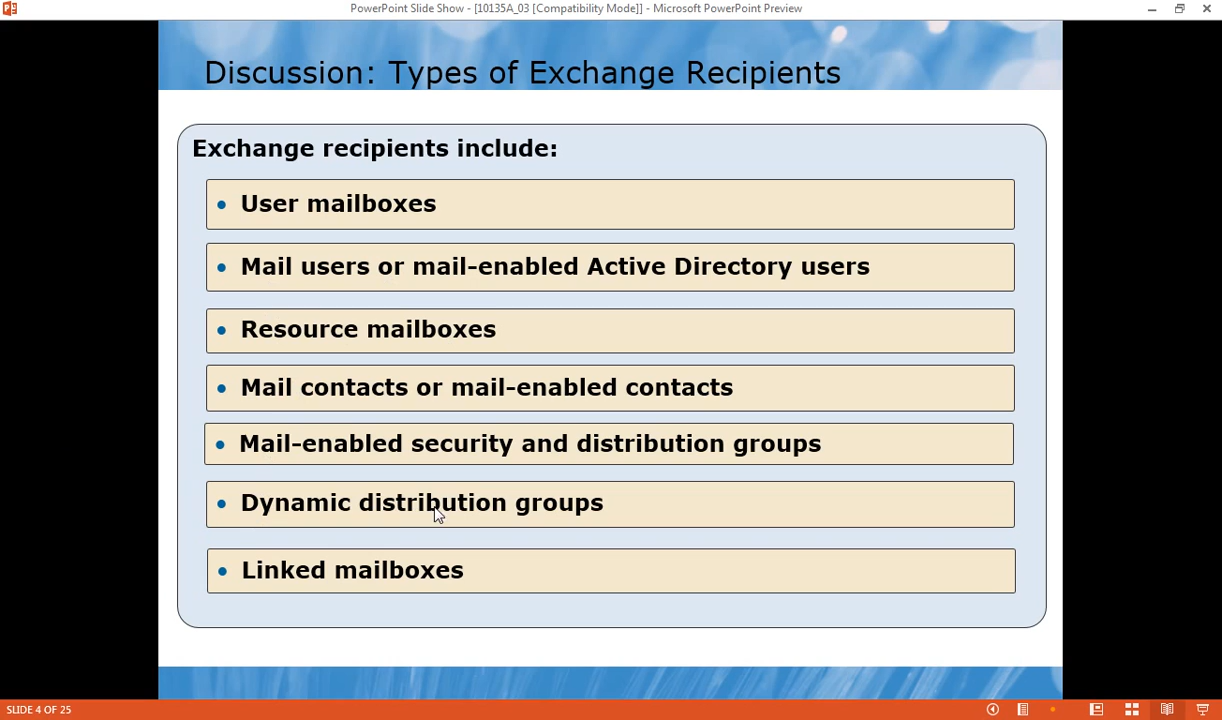 PowerPoint Slide Show - [10135A_03 [Compatibility Mode]] - Microsoft PowerPoint Preview
Discussion: Types of Exchange Recipients
Exchange recipients include:
• User mailboxes
• Mail users or mail-enabled Active Directory users
• Resource mailboxes
• Mail contacts or mail-enabled contacts
• Mail-enabled security and distribution groups
• Dynamic distribution groups
• Linked mailboxes
SLIDE 4 OF 25